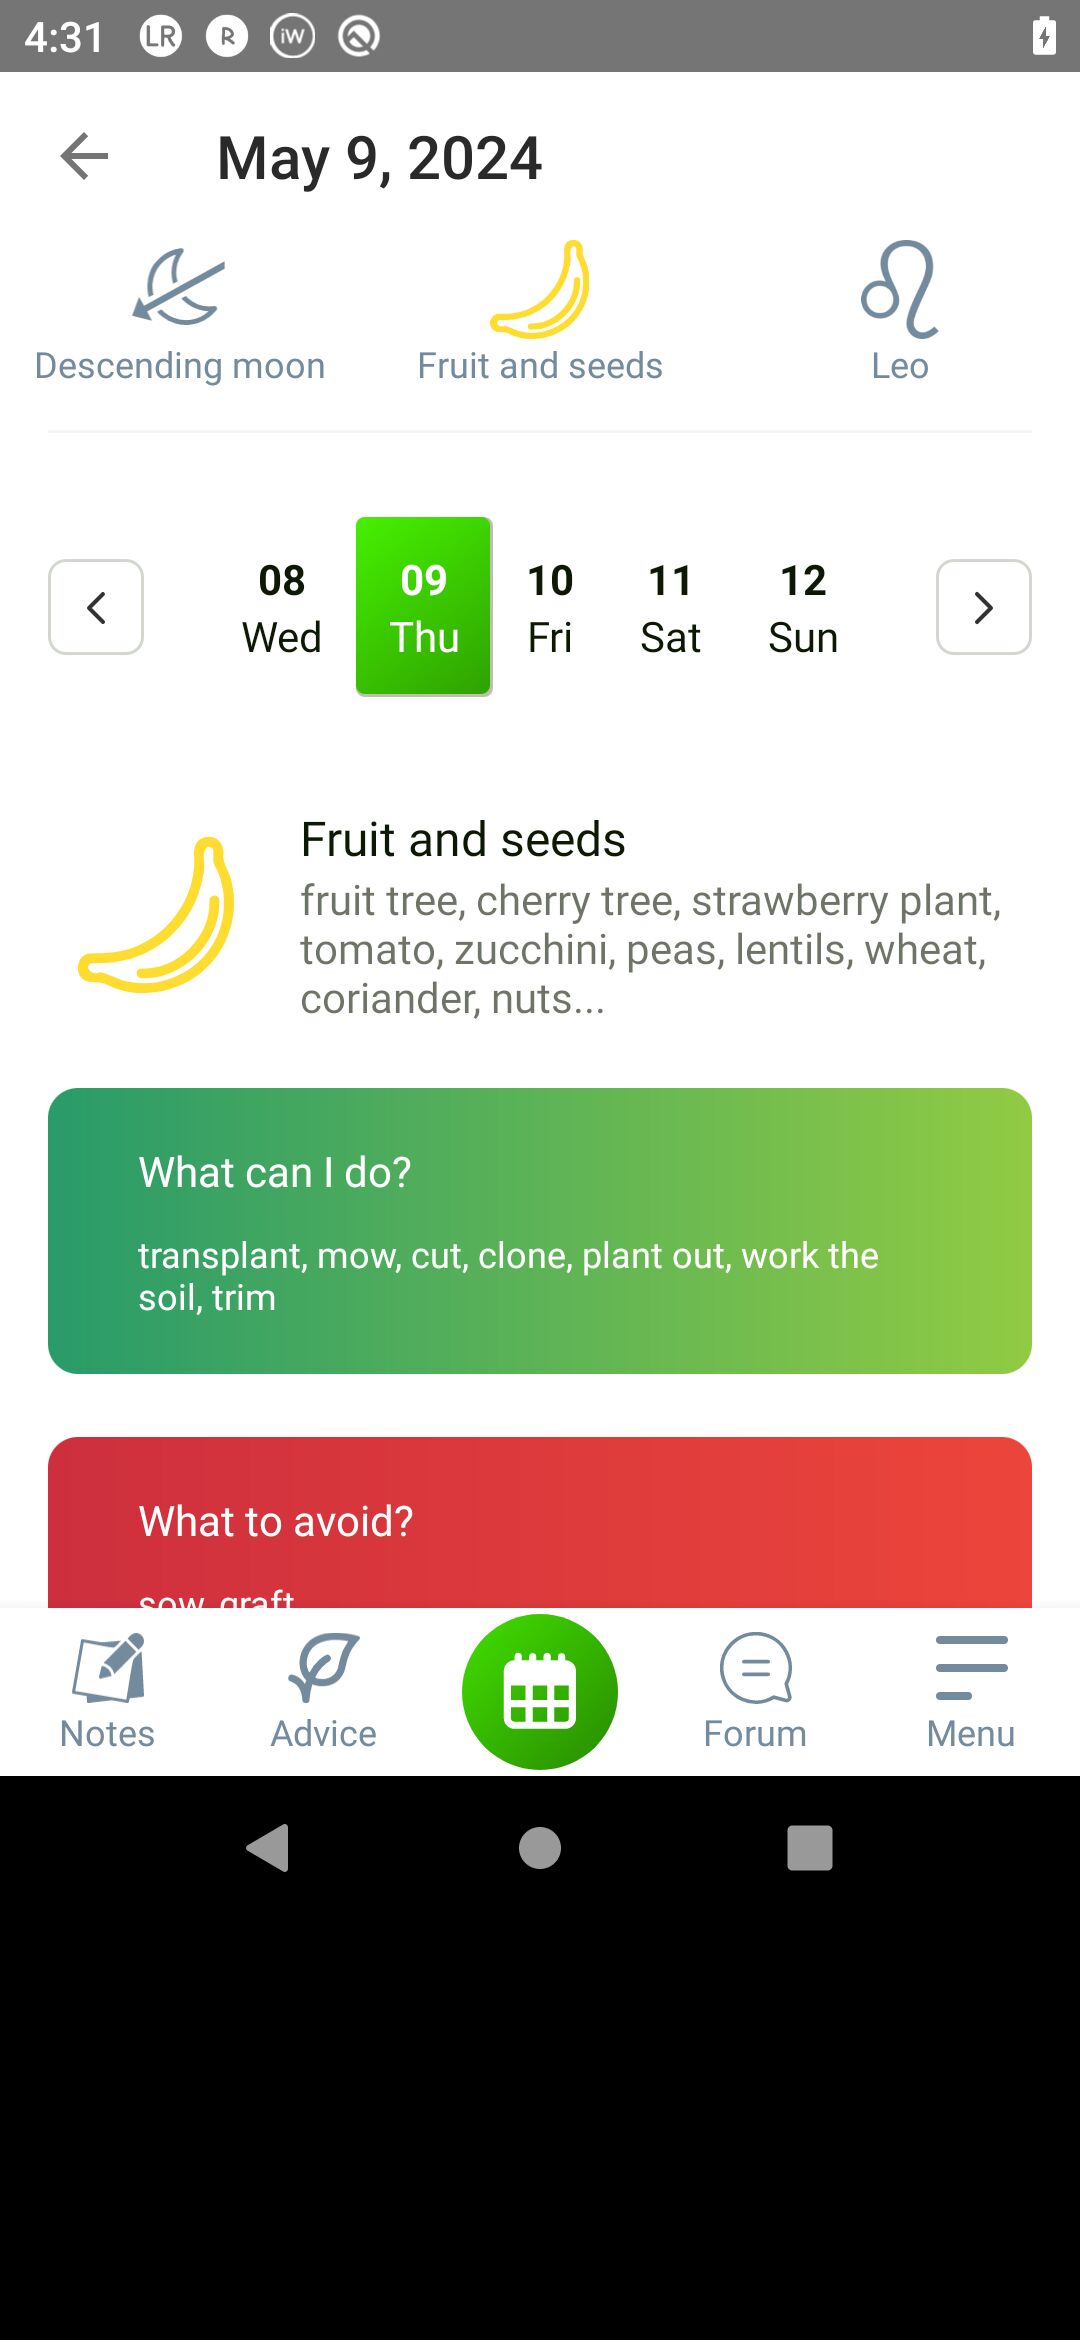 4:31 LR R iW
May 9, 2024
Descending moon
Fruit and seeds
Leo
08 09 10 11 12
Wed Thu Fri Sat Sun
Fruit and seeds
fruit tree, cherry tree, strawberry plant,
tomato, zucchini, peas, lentils, wheat,
coriander, nuts...
What can I do?
transplant, mow, cut, clone, plant out, work the
soil, trim
What to avoid?
sow, graft
Notes Advice Forum Menu